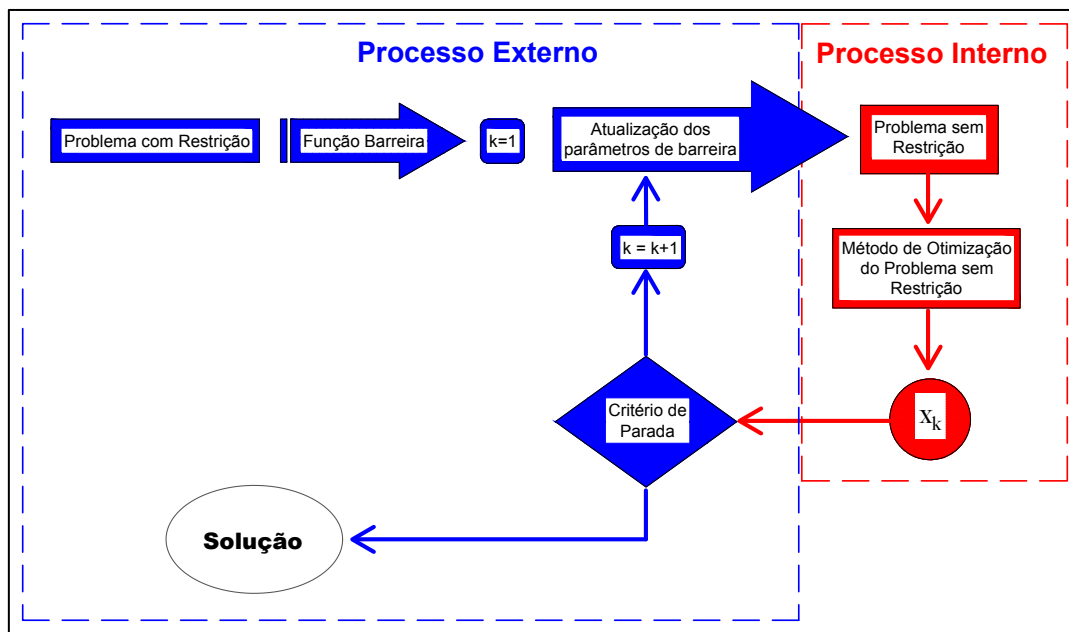 Processo Externo
Processo Interno
Problema com Restrição
Função Barreira
k=1
Atualização dos
parâmetros de barreira
Problema sem
Restrição
k = k+1
Método de Otimização
do Problema sem
Restrição
Critério de
Parada
Xk
Solução